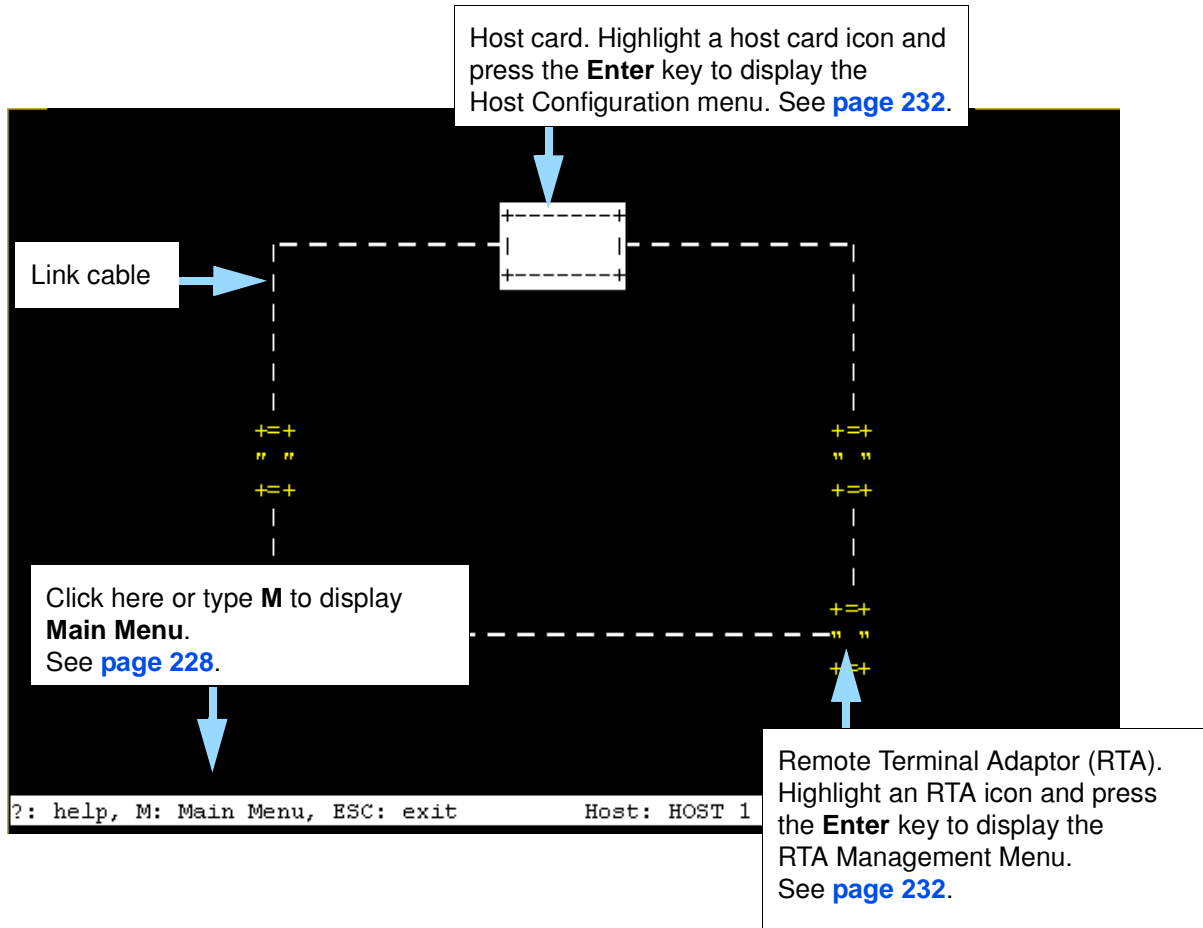 Host card. Highlight a host card icon and
press the Enter key to display the
Host Configuration menu. See page 232.
Link cable
Click here or type M to display
Main Menu.
See page 228.
?: help, M: Main Menu, ESC: exit Host: HOST 1
Remote Terminal Adaptor (RTA).
Highlight an RTA icon and press
the Enter key to display the
RTA Management Menu.
See page 232.